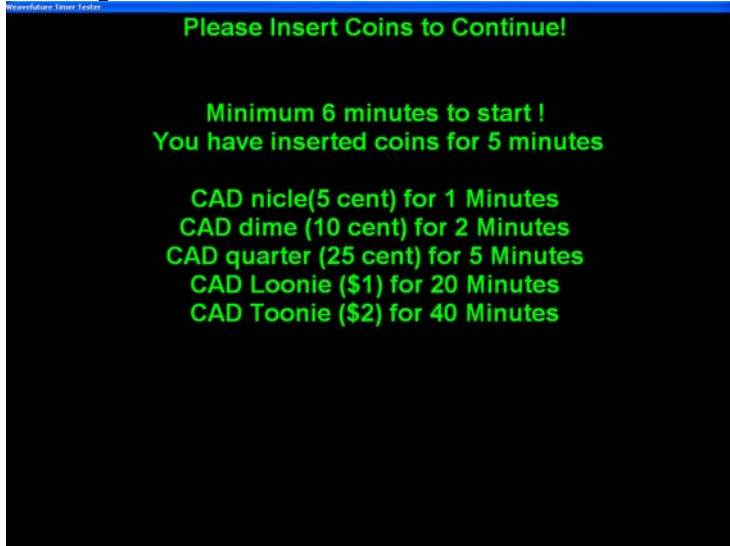 Weavefuture Timer Tester
Please Insert Coins to Continue!
Minimum 6 minutes to start !
You have inserted coins for 5 minutes
CAD nicle(5 cent) for 1 Minutes
CAD dime (10 cent) for 2 Minutes
CAD quarter (25 cent) for 5 Minutes
CAD Loonie ($1) for 20 Minutes
CAD Toonie ($2) for 40 Minutes